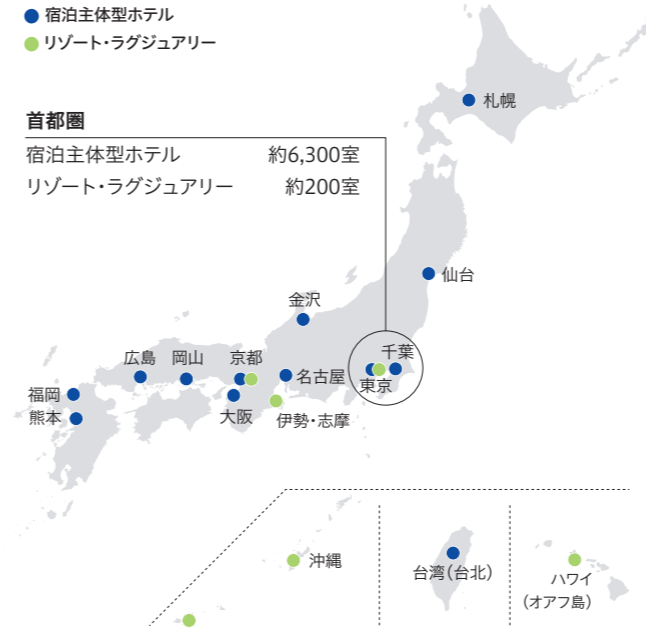 宿泊主体型ホテル
リゾート・ラグジュアリー
首都圏
宿泊主体型ホテル 約6,300室
リゾート・ラグジュアリー 約200室
札幌
仙台
金沢
広島
岡山
京都
名古屋
千葉
東京
福岡
熊本
大阪
伊勢・志摩
沖縄
台湾(台北)
ハワイ
(オアフ島)